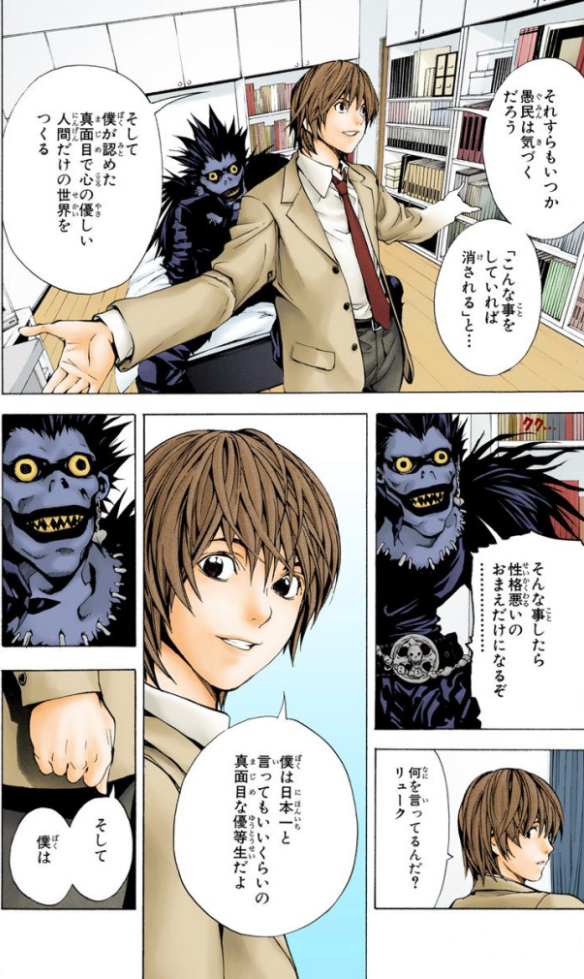 それすらもいつか
愚民は気づく
だろう
「こんな事を
していれば
消される」と…
そして
僕が認めた
真面目で心の優しい
人間だけの世界を
つくる
クク…
そんな事したら
性格悪いの
おまえだけになるぞ
…………………
何を言ってるんだ？
リューク
僕は日本一と
言ってもいいくらいの
真面目な優等生だよ
そして
僕は